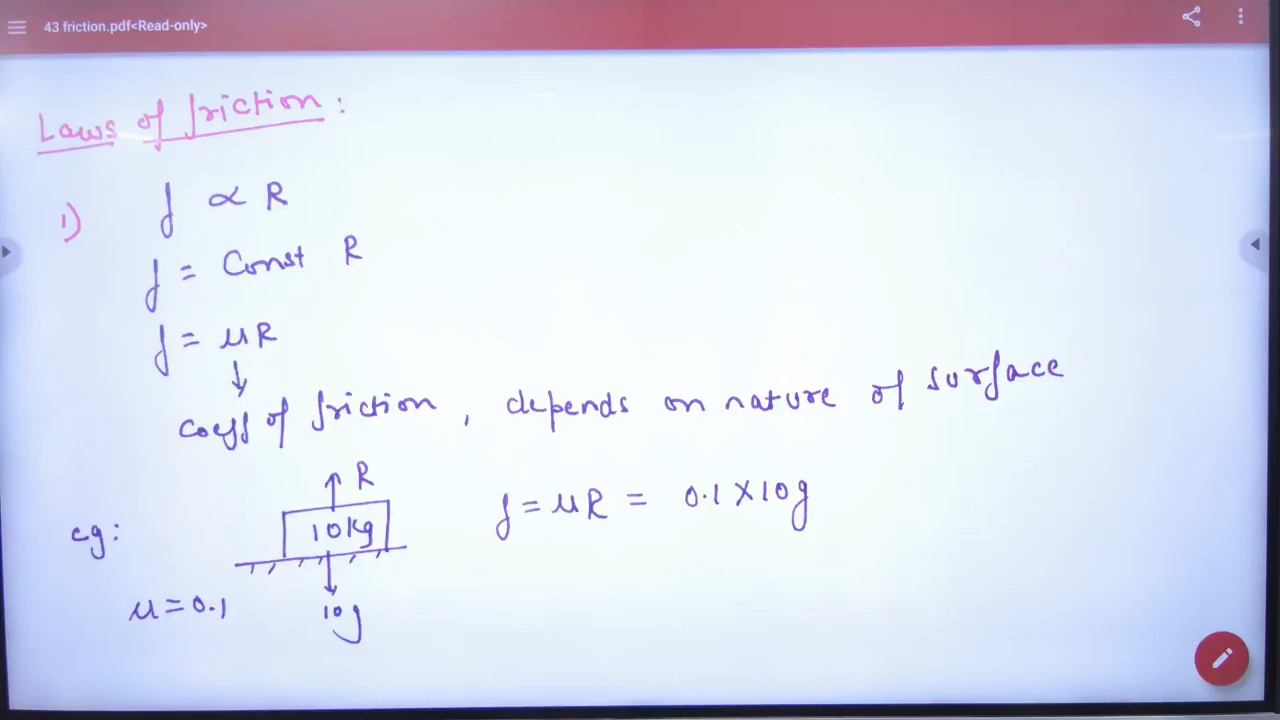 43 friction.pdf<Read-only>
Laws of friction:
1) f ∝ R
f = Const R
f = μR
↓
coeff of friction, depends on nature of surface
eg:
R
10kg
10g
μ = 0.1
f = μR = 0.1 × 10g